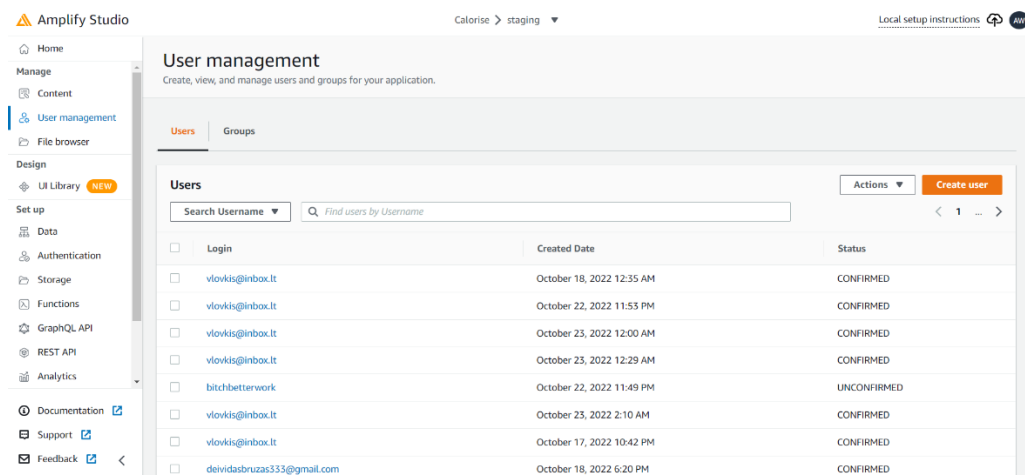 Amplify Studio
Calorise > staging ▼
Local setup instructions
AW
Home
Manage
Content
User management
File browser
Design
UI Library NEW
Set up
Data
Authentication
Storage
Functions
GraphQL API
REST API
Analytics
Documentation
Support
Feedback
User management
Create, view, and manage users and groups for your application.
Users Groups
Users
Actions ▼ Create user
Search Username ▼ Find users by Username
< 1 ... >
Login Created Date Status
vlovkis@inbox.lt October 18, 2022 12:35 AM CONFIRMED
vlovkis@inbox.lt October 22, 2022 11:53 PM CONFIRMED
vlovkis@inbox.lt October 23, 2022 12:00 AM CONFIRMED
vlovkis@inbox.lt October 23, 2022 12:29 AM CONFIRMED
bitchbetterwork October 22, 2022 11:49 PM UNCONFIRMED
vlovkis@inbox.lt October 23, 2022 2:10 AM CONFIRMED
vlovkis@inbox.lt October 17, 2022 10:42 PM CONFIRMED
deividasbruzas333@gmail.com October 18, 2022 6:20 PM CONFIRMED